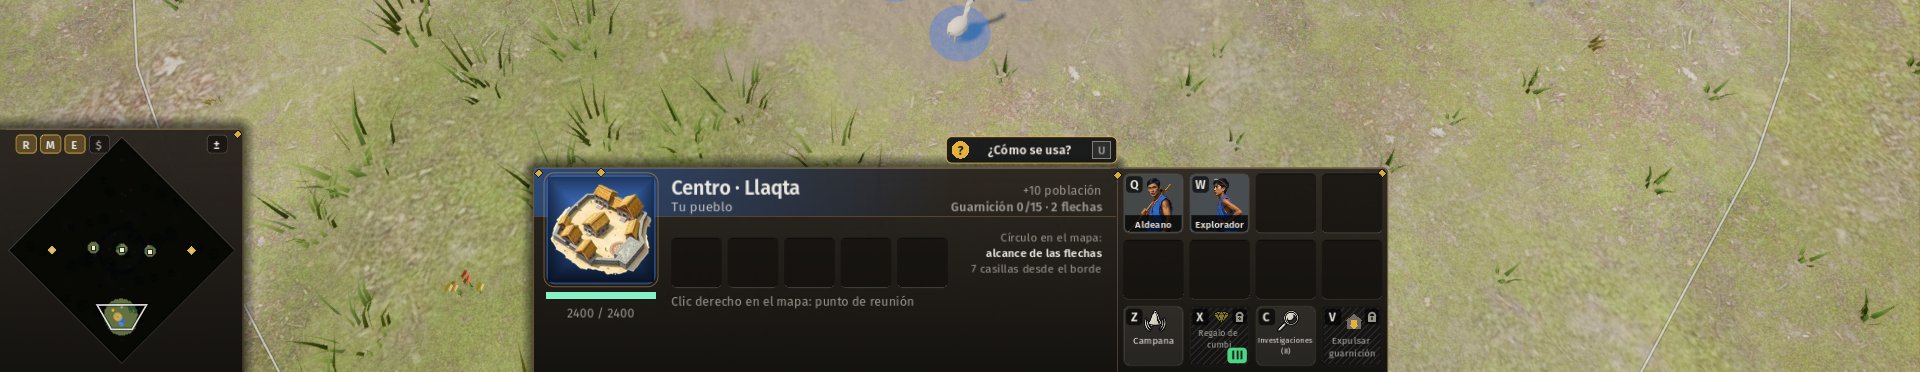 R M E $ ±
? ¿Cómo se usa? U
Centro · Llaqta
Tu pueblo
+10 población
Guarnición 0/15 · 2 flechas
Círculo en el mapa:
alcance de las flechas
7 casillas desde el borde
Clic derecho en el mapa: punto de reunión
2400 / 2400
Q
Aldeano
W
Explorador
Z
Campana
X
Regalo de
cumbi
III
C
Investigaciones
(8)
V
Expulsar
guarnición